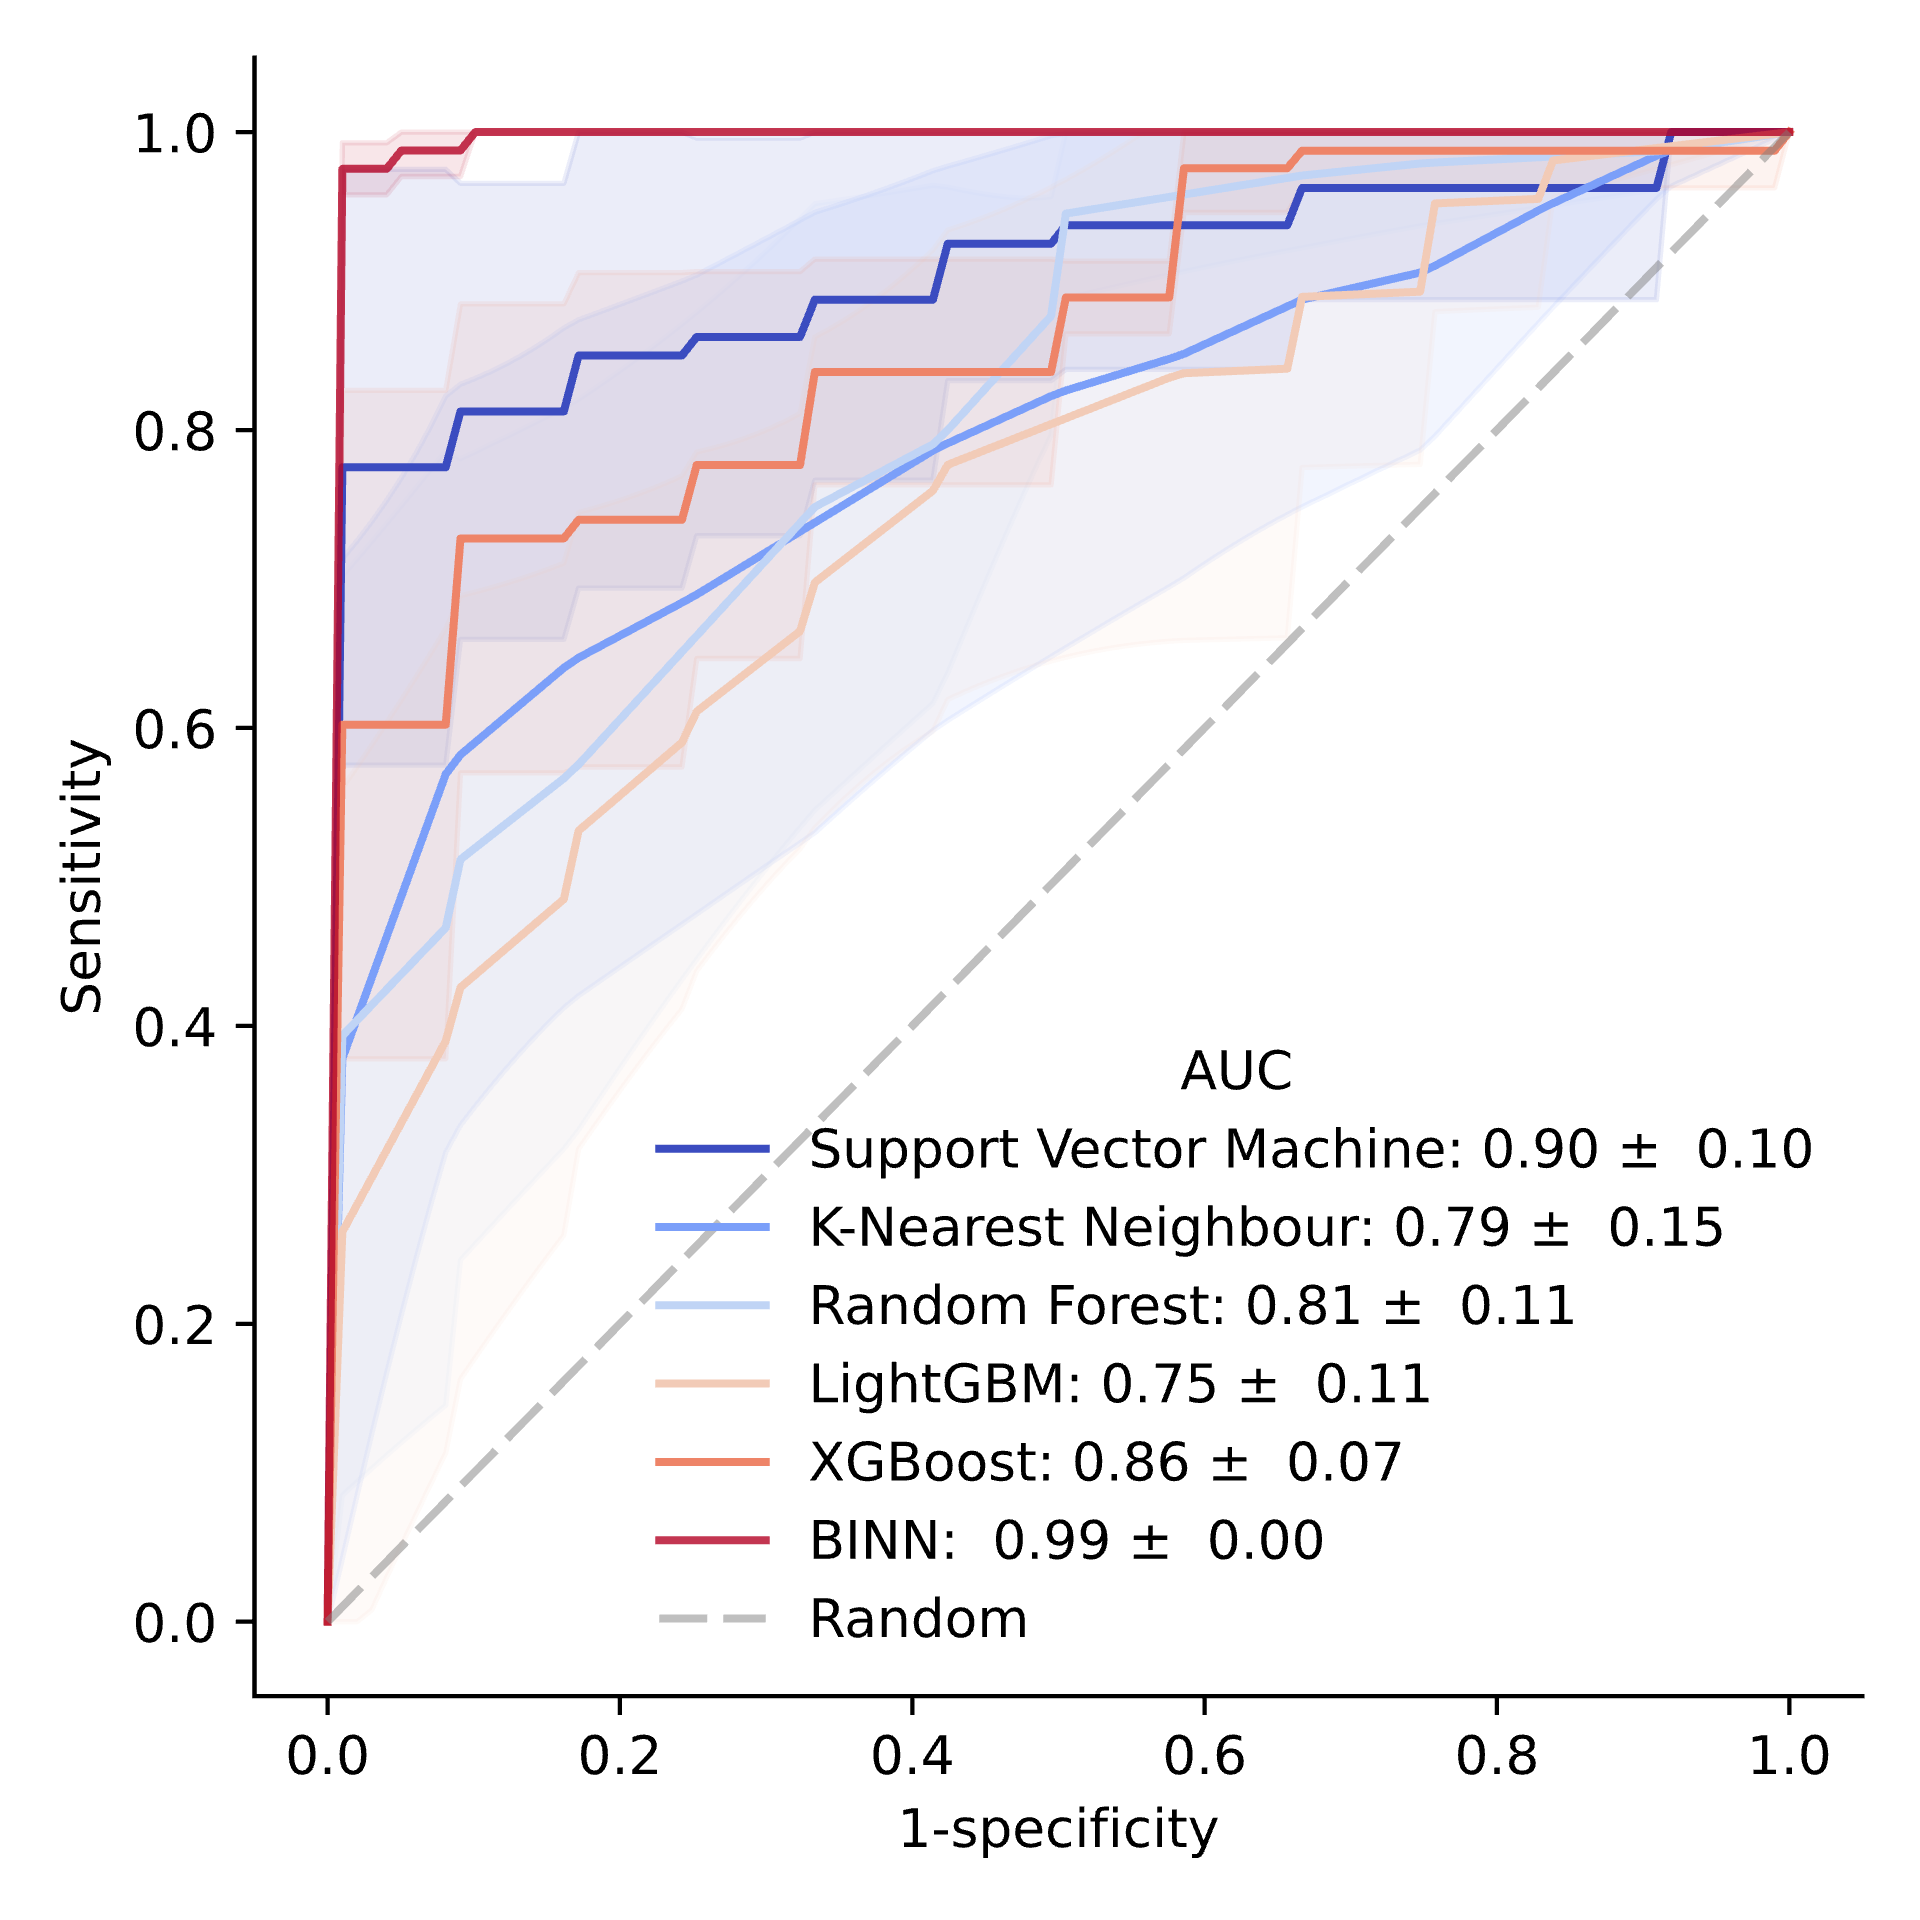 1.0
0.8
0.6
0.4
0.2
0.0
Sensitivity
AUC
Support Vector Machine: 0.90 ± 0.10
K-Nearest Neighbour: 0.79 ± 0.15
Random Forest: 0.81 ± 0.11
LightGBM: 0.75 ± 0.11
XGBoost: 0.86 ± 0.07
BINN: 0.99 ± 0.00
Random
0.0 0.2 0.4 0.6 0.8 1.0
1-specificity